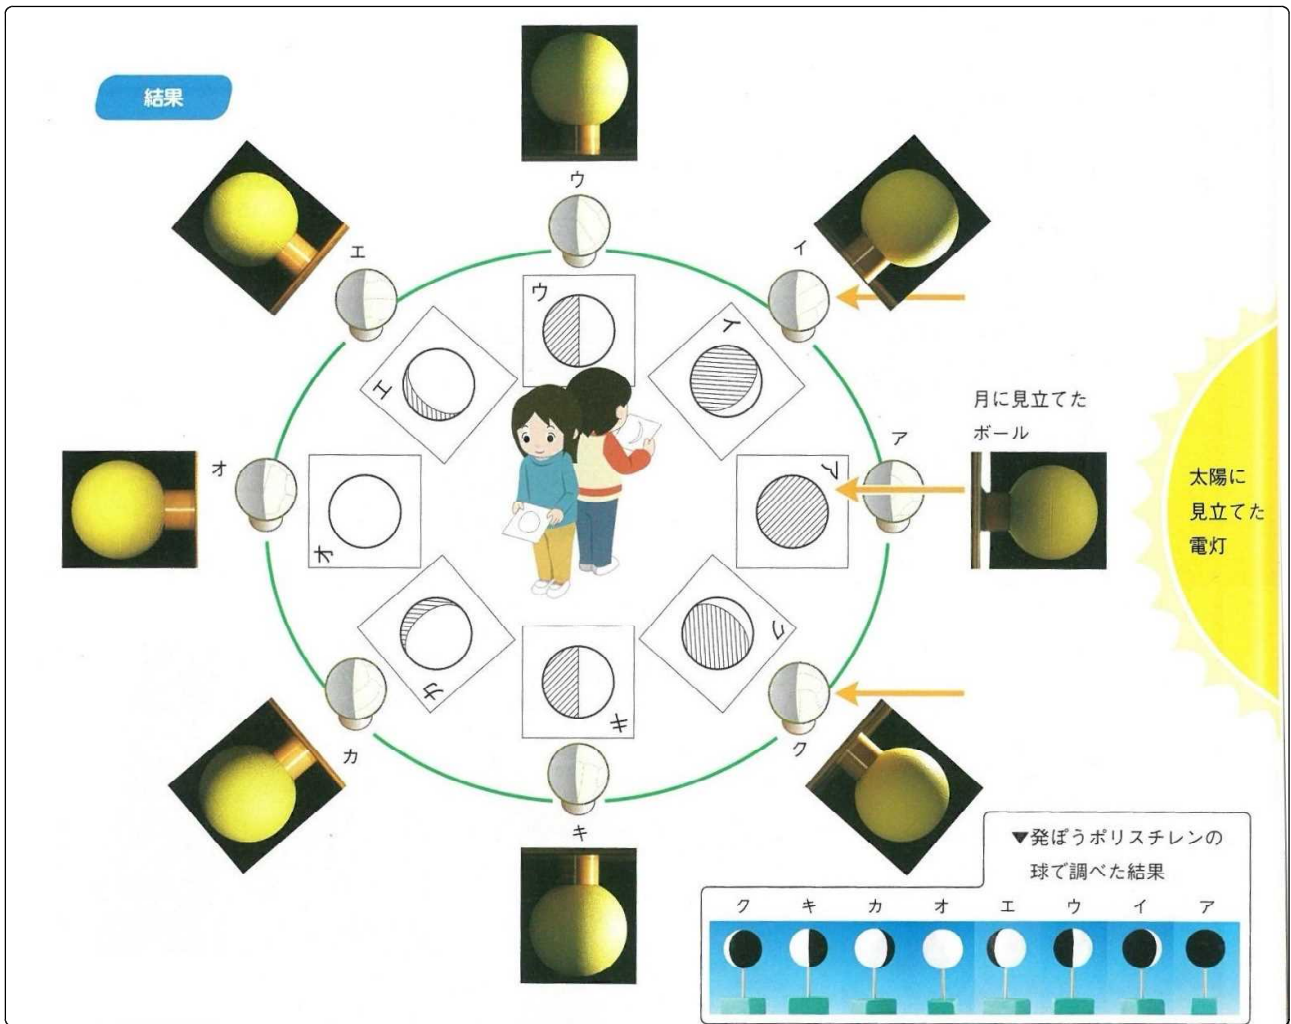 結果
ウ
イ
エ
ウ
イ
エ
ア
月に見立てた
ボール
オ
ア
太陽に
見立てた
電灯
オ
ク
カ
キ
ク
カ
キ
▼発ぽうポリスチレンの
球で調べた結果
ク キ カ オ エ ウ イ ア